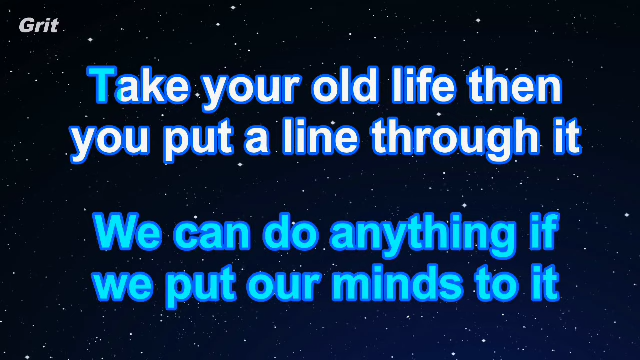 Grit
Take your old life then
you put a line through it
We can do anything if
we put our minds to it